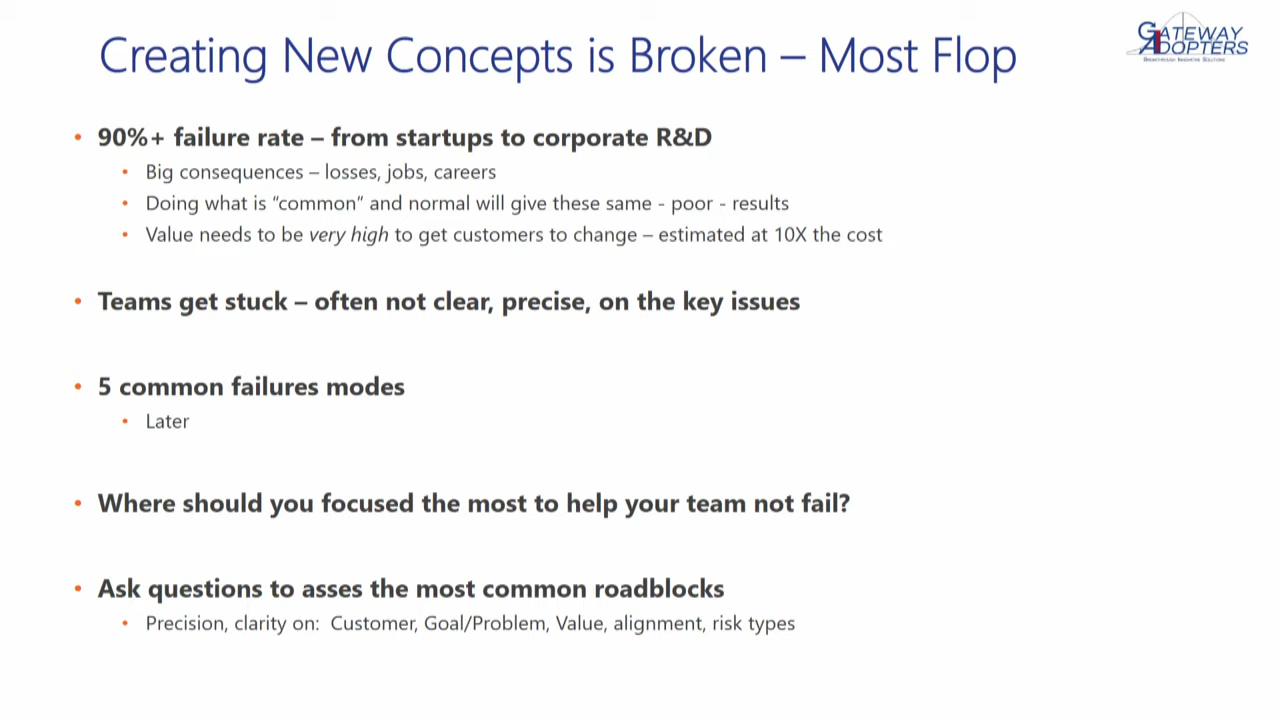 Creating New Concepts is Broken – Most Flop
GATEWAY
ADOPTERS
BREAKTHROUGH INNOVATIVE SOLUTIONS
• 90%+ failure rate – from startups to corporate R&D
• Big consequences – losses, jobs, careers
• Doing what is “common” and normal will give these same - poor - results
• Value needs to be very high to get customers to change – estimated at 10X the cost
• Teams get stuck – often not clear, precise, on the key issues
• 5 common failures modes
• Later
• Where should you focused the most to help your team not fail?
• Ask questions to asses the most common roadblocks
• Precision, clarity on:  Customer, Goal/Problem, Value, alignment, risk types